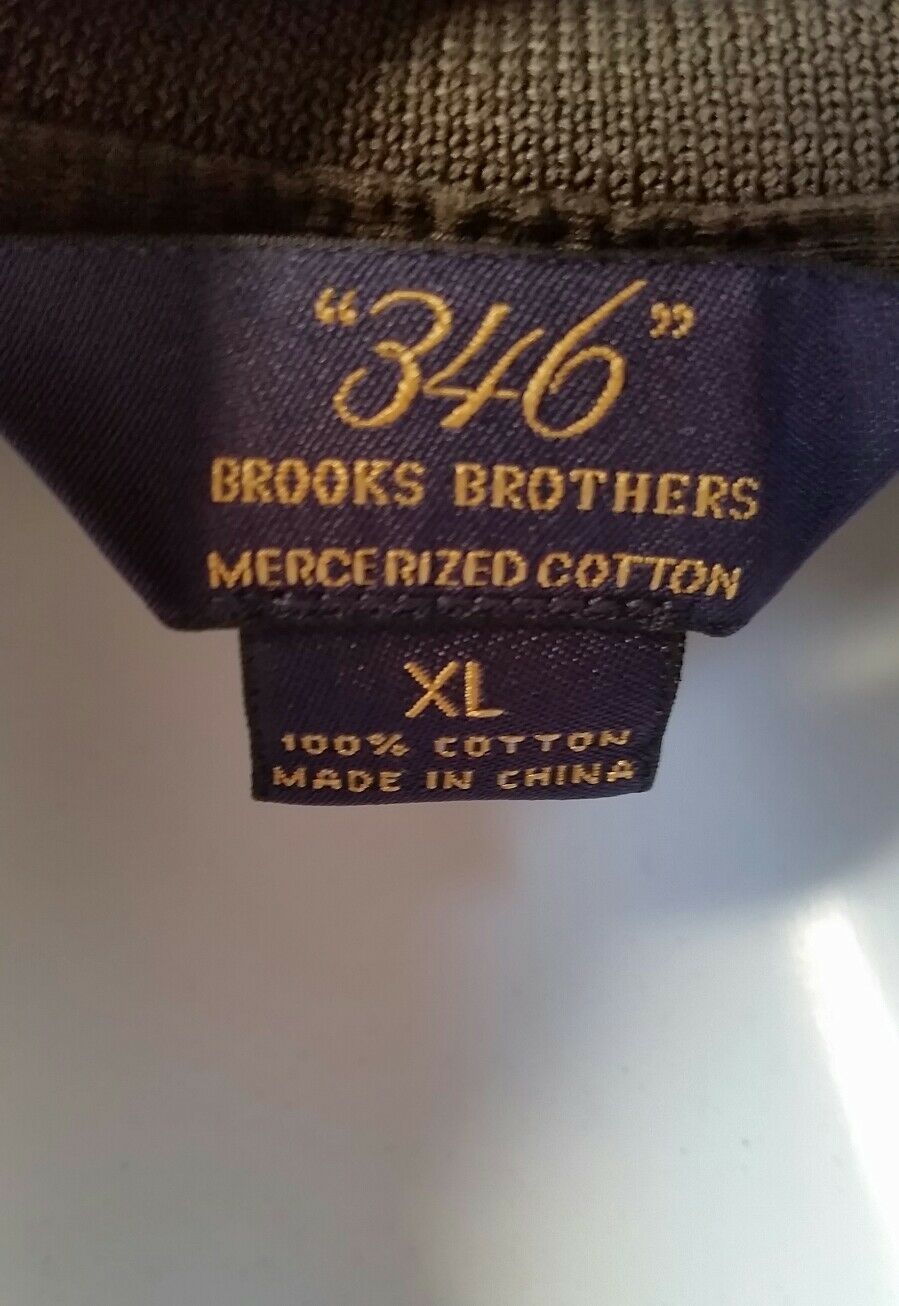 “346”
BROOKS BROTHERS
MERCERIZED COTTON
XL
100% COTTON
MADE IN CHINA